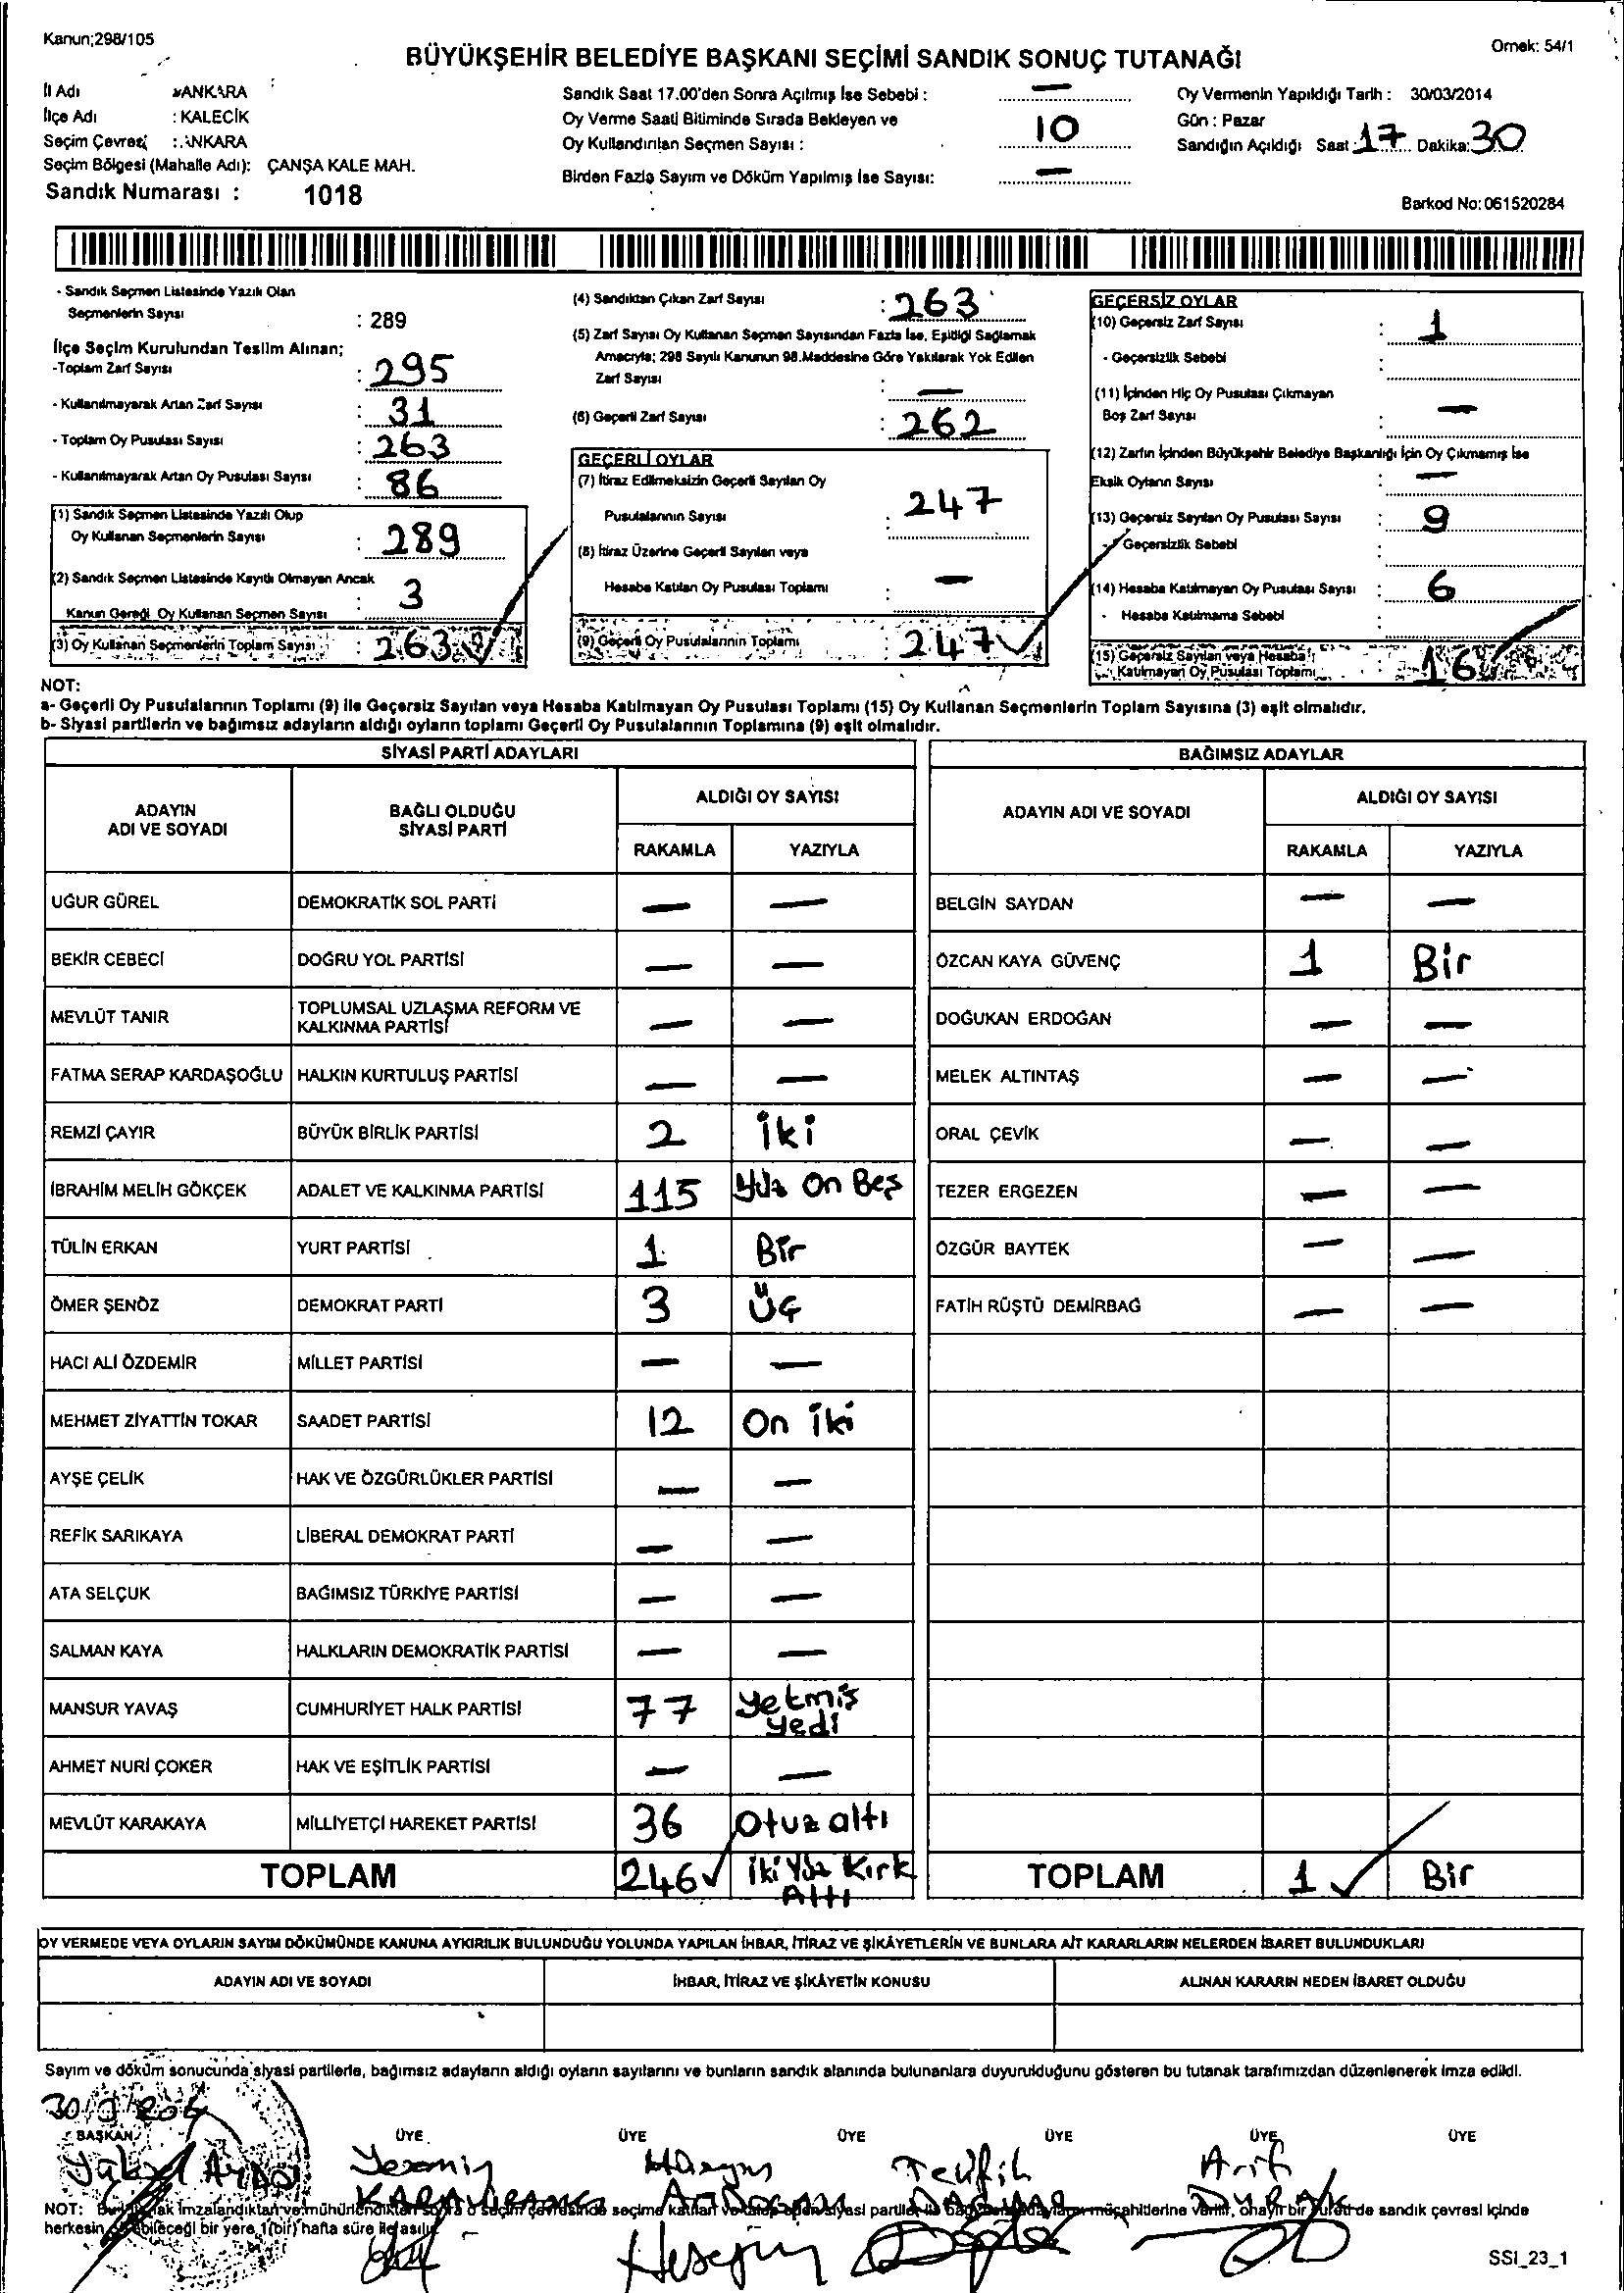 Kanun;298/105
BÜYÜKŞEHİR BELEDİYE BAŞKANI SEÇİMİ SANDIK SONUÇ TUTANAĞI
Örnek: 54/1
İl Adı : ANKARA
İlçe Adı : KALECİK
Seçim Çevresi : ANKARA
Seçim Bölgesi (Mahalle Adı): ÇANŞA KALE MAH.
Sandık Numarası : 1018
Sandık Saat 17.00'den Sonra Açılmış İse Sebebi : —
Oy Verme Saati Bitiminde Sırada Bekleyen ve
Oy Kullandırılan Seçmen Sayısı : 10
Birden Fazla Sayım ve Döküm Yapılmış İse Sayısı: —
Oy Vermenin Yapıldığı Tarih : 30/03/2014
Gün : Pazar
Sandığın Açıldığı Saat : 17 Dakika: 30
Barkod No: 061520284
- Sandık Seçmen Listesinde Yazılı Olan
Seçmenlerin Sayısı : 289
İlçe Seçim Kurulundan Teslim Alınan;
-Toplam Zarf Sayısı : 295
- Kullanılmayarak Artan Zarf Sayısı : 31
- Toplam Oy Pusulası Sayısı : 263
- Kullanılmayarak Artan Oy Pusulası Sayısı : 86
(1) Sandık Seçmen Listesinde Yazılı Olup
Oy Kullanan Seçmenlerin Sayısı : 289
(2) Sandık Seçmen Listesinde Kayıtlı Olmayan Ancak
Kanun Gereği Oy Kullanan Seçmen Sayısı : 3
(3) Oy Kullanan Seçmenlerin Toplam Sayısı : 263
(4) Sandıktan Çıkan Zarf Sayısı : 263
(5) Zarf Sayısı Oy Kullanan Seçmen Sayısından Fazla İse, Eşitliği Sağlamak
Amacıyla; 298 Sayılı Kanunun 98.Maddesine Göre Yakılarak Yok Edilen
Zarf Sayısı : —
(6) Geçerli Zarf Sayısı : 262
GEÇERLİ OYLAR
(7) İtiraz Edilmeksizin Geçerli Sayılan Oy
Pusulalarının Sayısı : 247
(8) İtiraz Üzerine Geçerli Sayılan veya
Hesaba Katılan Oy Pusulası Toplamı : —
(9) Geçerli Oy Pusulalarının Toplamı : 247
GEÇERSİZ OYLAR
(10) Geçersiz Zarf Sayısı : 1
- Geçersizlik Sebebi :
(11) İçinden Hiç Oy Pusulası Çıkmayan
Boş Zarf Sayısı : —
(12) Zarfın İçinden Büyükşehir Belediye Başkanlığı İçin Oy Çıkmamış İse
Eksik Oyların Sayısı : —
(13) Geçersiz Sayılan Oy Pusulası Sayısı : 9
- Geçersizlik Sebebi :
(14) Hesaba Katılmayan Oy Pusulası Sayısı : 6
- Hesaba Katılmama Sebebi :
(15) Geçersiz Sayılan veya Hesaba
Katılmayan Oy Pusulası Toplamı : 16
NOT:
a- Geçerli Oy Pusulalarının Toplamı (9) ile Geçersiz Sayılan veya Hesaba Katılmayan Oy Pusulası Toplamı (15) Oy Kullanan Seçmenlerin Toplam Sayısına (3) eşit olmalıdır.
b- Siyasi partilerin ve bağımsız adayların aldığı oyların toplamı Geçerli Oy Pusulalarının Toplamına (9) eşit olmalıdır.
SİYASİ PARTİ ADAYLARI
ADAYIN ADI VE SOYADI BAĞLI OLDUĞU SİYASİ PARTİ ALDIĞI OY SAYISI
RAKAMLA YAZIYLA
UĞUR GÜREL DEMOKRATİK SOL PARTİ — —
BEKİR CEBECİ DOĞRU YOL PARTİSİ — —
MEVLÜT TANIR TOPLUMSAL UZLAŞMA REFORM VE KALKINMA PARTİSİ — —
FATMA SERAP KARDAŞOĞLU HALKIN KURTULUŞ PARTİSİ — —
REMZİ ÇAYIR BÜYÜK BİRLİK PARTİSİ 2 iki
İBRAHİM MELİH GÖKÇEK ADALET VE KALKINMA PARTİSİ 115 Yüz On Beş
TÜLİN ERKAN YURT PARTİSİ 1 Bir
ÖMER ŞENÖZ DEMOKRAT PARTİ 3 Üç
HACI ALİ ÖZDEMİR MİLLET PARTİSİ — —
MEHMET ZİYATTİN TOKAR SAADET PARTİSİ 12 On iki
AYŞE ÇELİK HAK VE ÖZGÜRLÜKLER PARTİSİ — —
REFİK SARIKAYA LİBERAL DEMOKRAT PARTİ — —
ATA SELÇUK BAĞIMSIZ TÜRKİYE PARTİSİ — —
SALMAN KAYA HALKLARIN DEMOKRATİK PARTİSİ — —
MANSUR YAVAŞ CUMHURİYET HALK PARTİSİ 77 yetmiş yedi
AHMET NURİ ÇOKER HAK VE EŞİTLİK PARTİSİ — —
MEVLÜT KARAKAYA MİLLİYETÇİ HAREKET PARTİSİ 36 Otuz altı
TOPLAM 246 iki Yüz Kırk Altı
BAĞIMSIZ ADAYLAR
ADAYIN ADI VE SOYADI ALDIĞI OY SAYISI
RAKAMLA YAZIYLA
BELGİN SAYDAN — —
ÖZCAN KAYA GÜVENÇ 1 Bir
DOĞUKAN ERDOĞAN — —
MELEK ALTINTAŞ — —
ORAL ÇEVİK — —
TEZER ERGEZEN — —
ÖZGÜR BAYTEK — —
FATİH RÜŞTÜ DEMİRBAĞ — —
TOPLAM 1 Bir
OY VERMEDE VEYA OYLARIN SAYIM DÖKÜMÜNDE KANUNA AYKIRILIK BULUNDUĞU YOLUNDA YAPILAN İHBAR, İTİRAZ VE ŞİKÂYETLERİN VE BUNLARA AİT KARARLARIN NELERDEN İBARET BULUNDUKLARI
ADAYIN ADI VE SOYADI İHBAR, İTİRAZ VE ŞİKÂYETİN KONUSU ALINAN KARARIN NEDEN İBARET OLDUĞU
Sayım ve döküm sonucunda siyasi partilerle, bağımsız adayların aldığı oyların sayılarını ve bunların sandık alanında bulunanlara duyurulduğunu gösteren bu tutanak tarafımızdan düzenlenerek imza edildi.
BAŞKAN ÜYE ÜYE ÜYE ÜYE ÜYE ÜYE
Tevfik Arif
DURAK
NOT: imzalandıktan ve mühürlendikten sonra o seçim çevresinde seçime katılan siyasi müşahitlerine sandık çevresi içinde
herkesin bir yere 1(bir) hafta süre ile asılır.
SSI_23_1